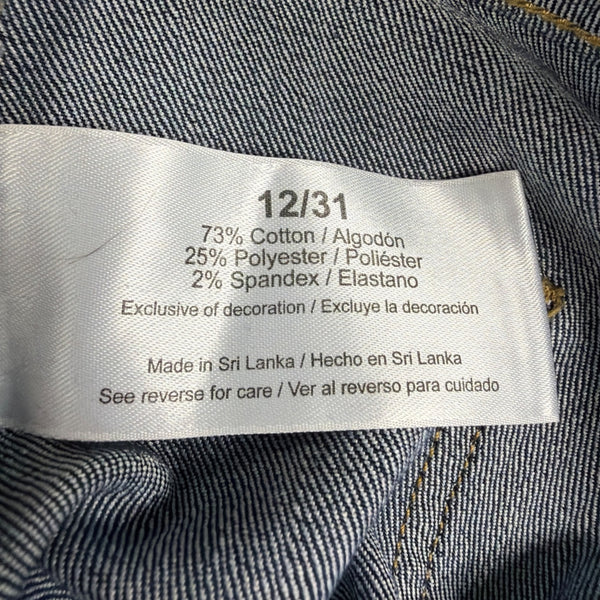 12/31
73% Cotton / Algodón
25% Polyester / Poliéster
2% Spandex / Elastano
Exclusive of decoration / Excluye la decoración
Made in Sri Lanka / Hecho en Sri Lanka
See reverse for care / Ver al reverso para cuidado